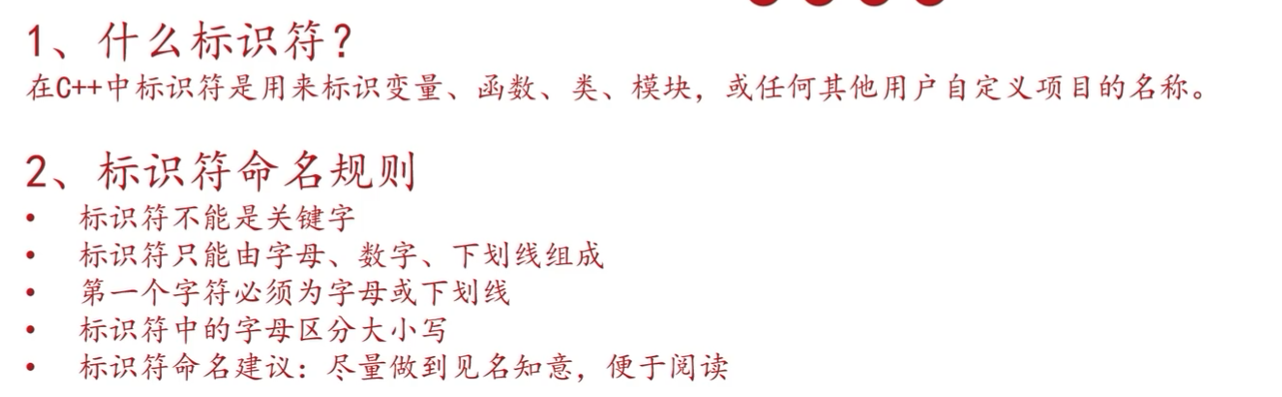 1、什么标识符？
在C++中标识符是用来标识变量、函数、类、模块，或任何其他用户自定义项目的名称。
2、标识符命名规则
• 标识符不能是关键字
• 标识符只能由字母、数字、下划线组成
• 第一个字符必须为字母或下划线
• 标识符中的字母区分大小写
• 标识符命名建议：尽量做到见名知意，便于阅读